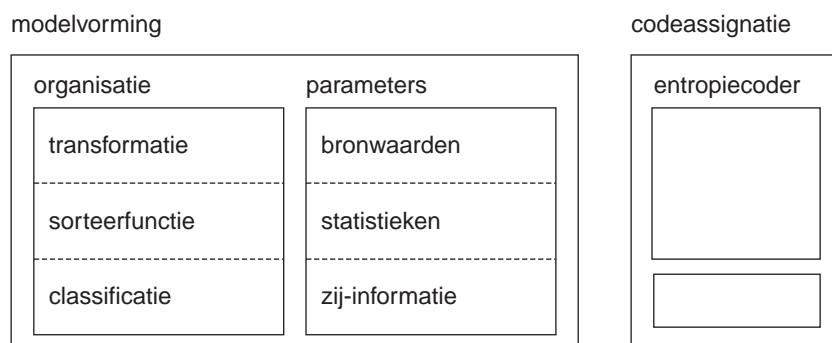 modelvorming
codeassignatie
organisatie
parameters
entropiecoder
transformatie
bronwaarden
sorteerfunctie
statistieken
classificatie
zij-informatie